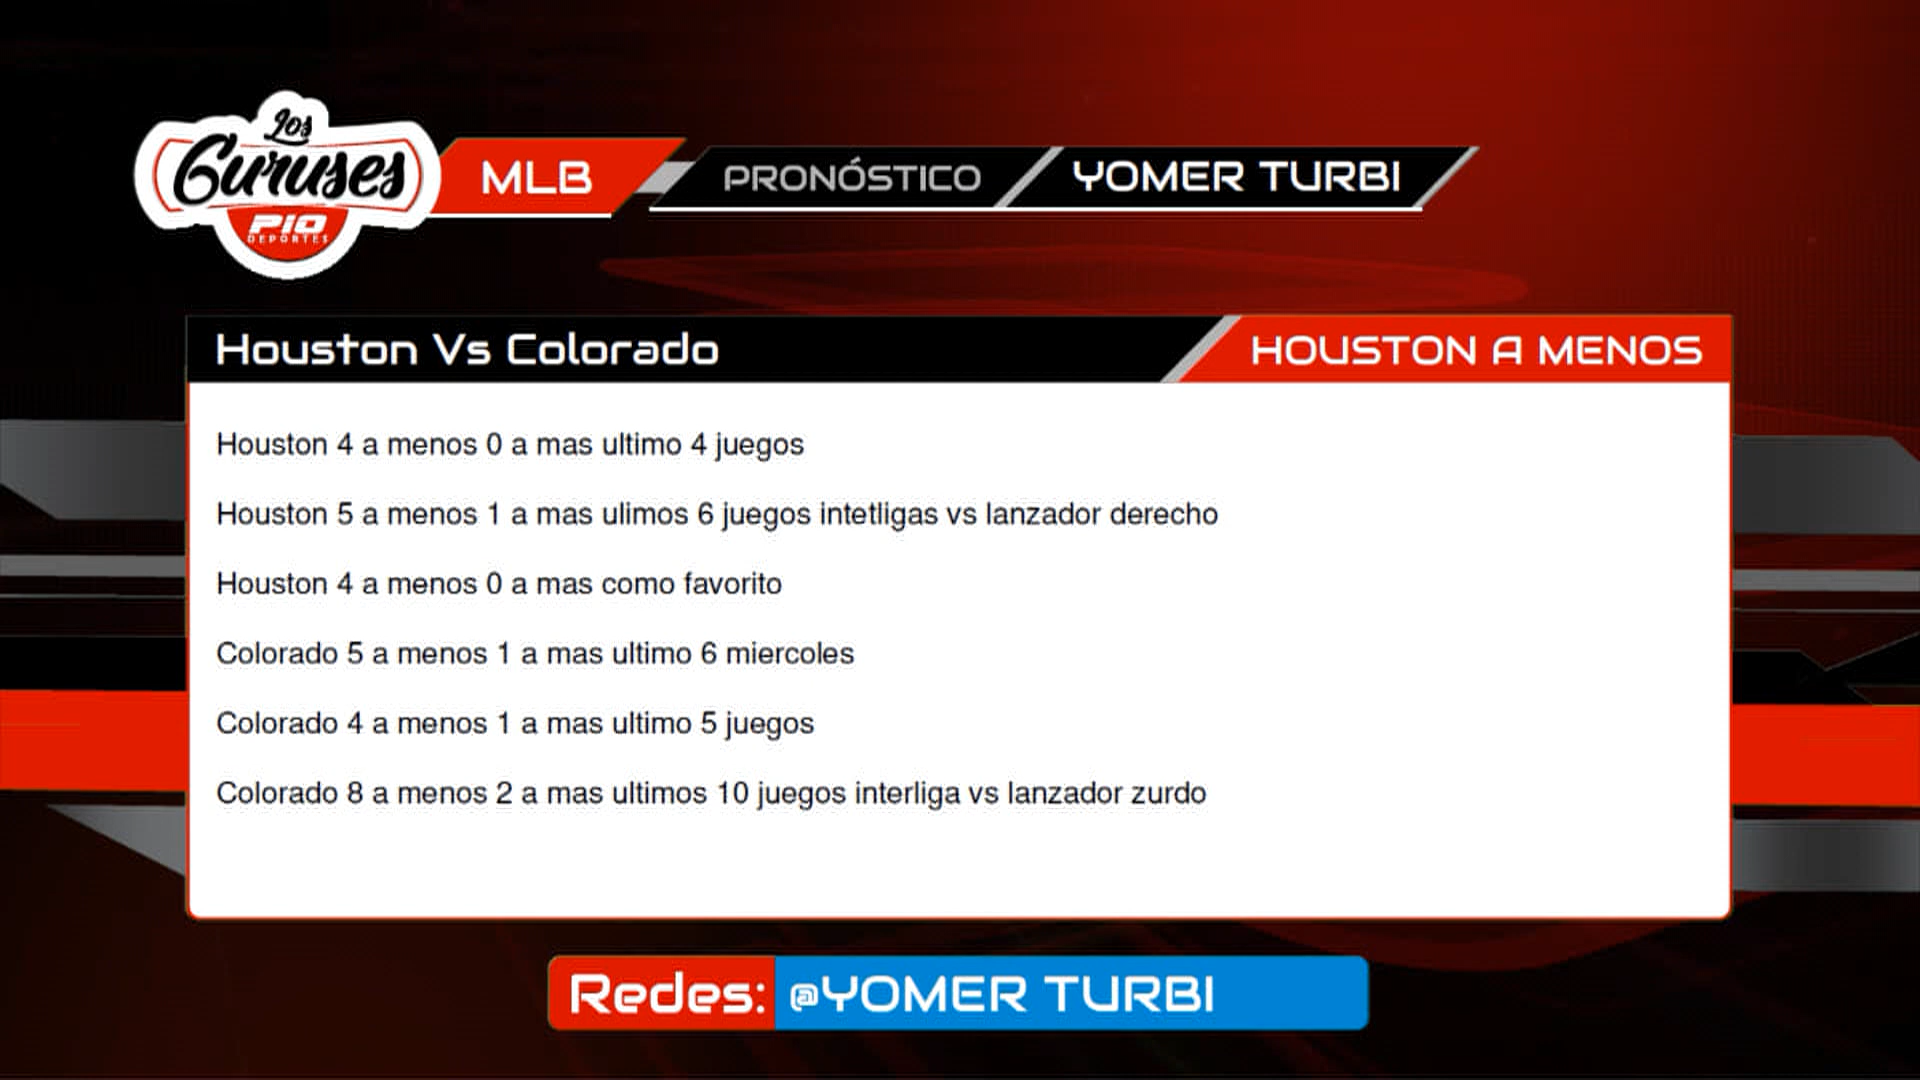 Los
Guruses
PIO
DEPORTES
MLB
PRONÓSTICO
YOMER TURBI
Houston Vs Colorado
HOUSTON A MENOS
Houston 4 a menos 0 a mas ultimo 4 juegos
Houston 5 a menos 1 a mas ulimos 6 juegos intetligas vs lanzador derecho
Houston 4 a menos 0 a mas como favorito
Colorado 5 a menos 1 a mas ultimo 6 miercoles
Colorado 4 a menos 1 a mas ultimo 5 juegos
Colorado 8 a menos 2 a mas ultimos 10 juegos interliga vs lanzador zurdo
Redes: @YOMER TURBI